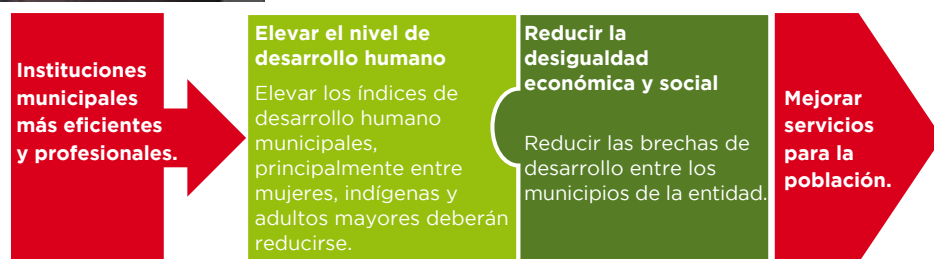 Instituciones
municipales
más eficientes
y profesionales.
Elevar el nivel de
desarrollo humano
Elevar los índices de
desarrollo humano
municipales,
principalmente entre
mujeres, indígenas y
adultos mayores deberán
reducirse.
Reducir la
desigualdad
económica y social
Reducir las brechas de
desarrollo entre los
municipios de la entidad.
Mejorar
servicios
para la
población.